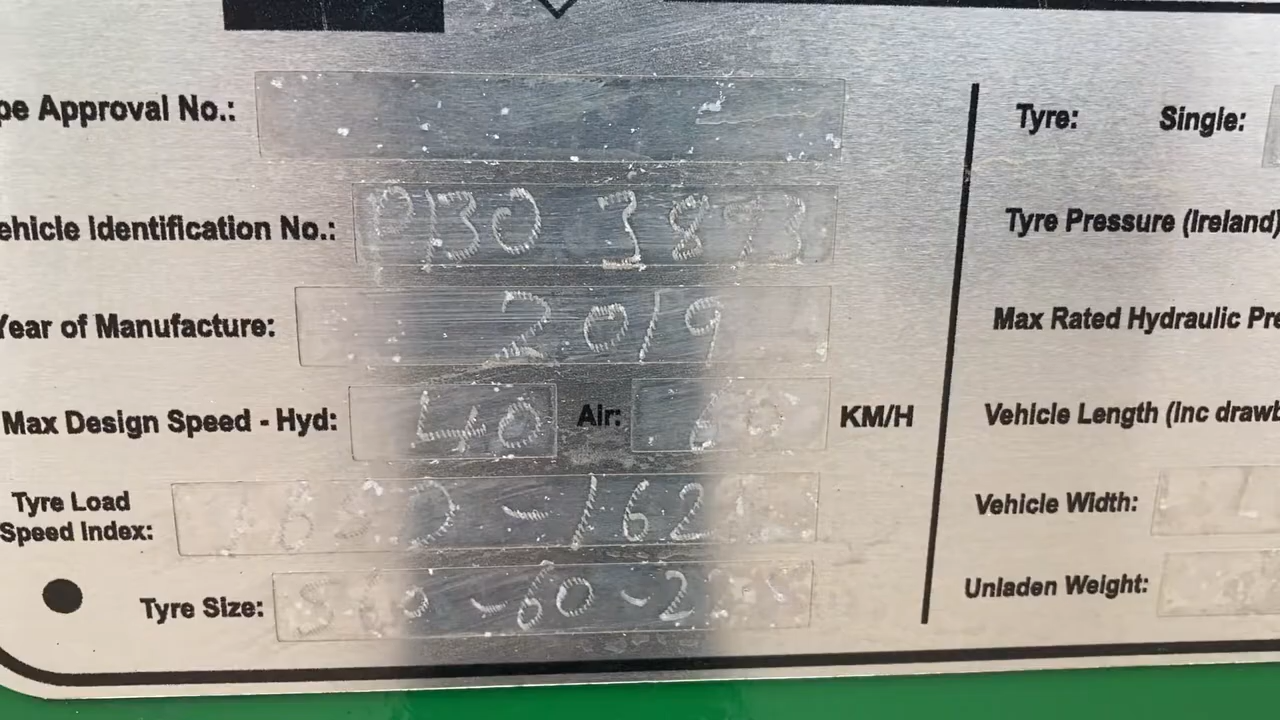 pe Approval No.:
ehicle Identification No.: P130 3873
Year of Manufacture: 2019
Max Design Speed - Hyd: 40 Air: 60 KM/H
Tyre Load
Speed Index:
Tyre Size:
Tyre: Single:
Tyre Pressure (Ireland)
Max Rated Hydraulic Pre
Vehicle Length (Inc drawb
Vehicle Width:
Unladen Weight: